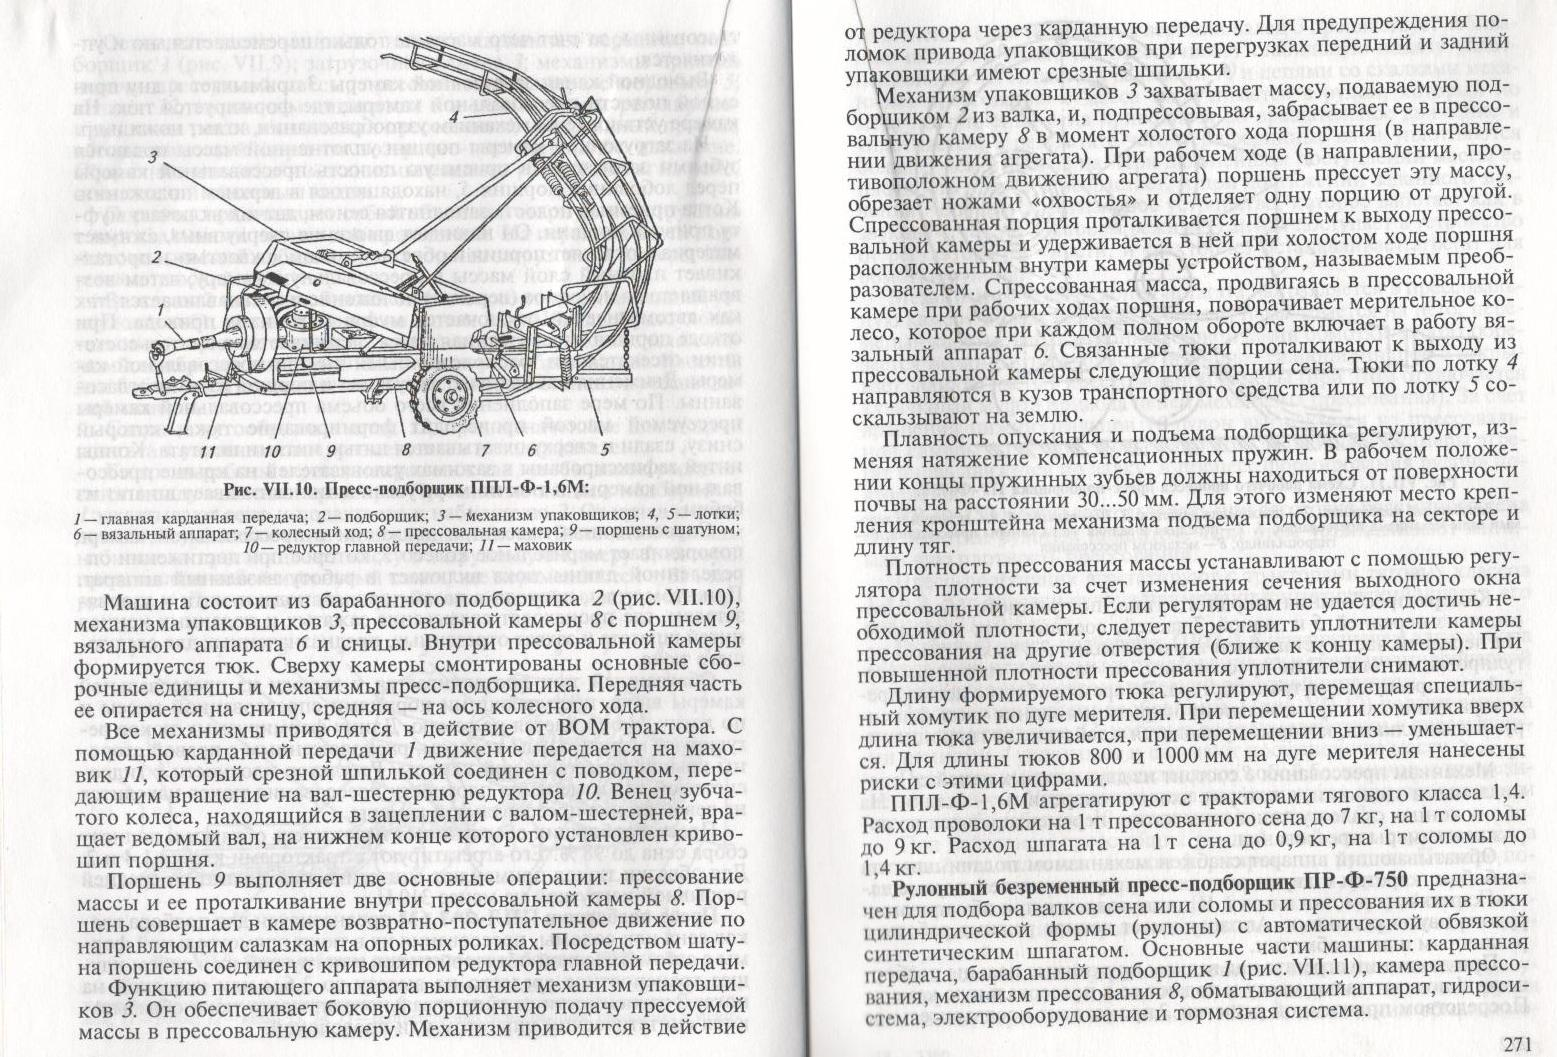 4
3
2
1
11 10 9 8 7 6 5
Рис. VII.10. Пресс-подборщик ППЛ-Ф-1,6М:
1 — главная карданная передача; 2 — подборщик; 3 — механизм упаковщиков; 4, 5 — лотки;
6 — вязальный аппарат; 7 — колесный ход; 8 — прессовальная камера; 9 — поршень с шатуном;
10 — редуктор главной передачи; 11 — маховик
Машина состоит из барабанного подборщика 2 (рис. VII.10),
механизма упаковщиков 3, прессовальной камеры 8 с поршнем 9,
вязального аппарата 6 и сницы. Внутри прессовальной камеры
формируется тюк. Сверху камеры смонтированы основные сбо-
рочные единицы и механизмы пресс-подборщика. Передняя часть
ее опирается на сницу, средняя — на ось колесного хода.
Все механизмы приводятся в действие от ВОМ трактора. С
помощью карданной передачи 1 движение передается на махо-
вик 11, который срезной шпилькой соединен с поводком, пере-
дающим вращение на вал-шестерню редуктора 10. Венец зубча-
того колеса, находящийся в зацеплении с валом-шестерней, вра-
щает ведомый вал, на нижнем конце которого установлен криво-
шип поршня.
Поршень 9 выполняет две основные операции: прессование
массы и ее проталкивание внутри прессовальной камеры 8. Пор-
шень совершает в камере возвратно-поступательное движение по
направляющим салазкам на опорных роликах. Посредством шату-
на поршень соединен с кривошипом редуктора главной передачи.
Функцию питающего аппарата выполняет механизм упаковщи-
ков 3. Он обеспечивает боковую порционную подачу прессуемой
массы в прессовальную камеру. Механизм приводится в действие
от редуктора через карданную передачу. Для предупреждения по-
ломок привода упаковщиков при перегрузках передний и задний
упаковщики имеют срезные шпильки.
Механизм упаковщиков 3 захватывает массу, подаваемую под-
борщиком 2 из валка, и, подпрессовывая, забрасывает ее в прессо-
вальную камеру 8 в момент холостого хода поршня (в направле-
нии движения агрегата). При рабочем ходе (в направлении, про-
тивоположном движению агрегата) поршень прессует эту массу,
обрезает ножами «охвостья» и отделяет одну порцию от другой.
Спрессованная порция проталкивается поршнем к выходу прессо-
вальной камеры и удерживается в ней при холостом ходе поршня
расположенным внутри камеры устройством, называемым преоб-
разователем. Спрессованная масса, продвигаясь в прессовальной
камере при рабочих ходах поршня, поворачивает мерительное ко-
лесо, которое при каждом полном обороте включает в работу вя-
зальный аппарат 6. Связанные тюки проталкивают к выходу из
прессовальной камеры следующие порции сена. Тюки по лотку 4
направляются в кузов транспортного средства или по лотку 5 со-
скальзывают на землю.
Плавность опускания и подъема подборщика регулируют, из-
меняя натяжение компенсационных пружин. В рабочем положе-
нии концы пружинных зубьев должны находиться от поверхности
почвы на расстоянии 30...50 мм. Для этого изменяют место креп-
ления кронштейна механизма подъема подборщика на секторе и
длину тяг.
Плотность прессования массы устанавливают с помощью регу-
лятора плотности за счет изменения сечения выходного окна
прессовальной камеры. Если регулятором не удается достичь не-
обходимой плотности, следует переставить уплотнители камеры
прессования на другие отверстия (ближе к концу камеры). При
повышенной плотности прессования уплотнители снимают.
Длину формируемого тюка регулируют, перемещая специаль-
ный хомутик по дуге мерителя. При перемещении хомутика вверх
длина тюка увеличивается, при перемещении вниз — уменьшает-
ся. Для длины тюков 800 и 1000 мм на дуге мерителя нанесены
риски с этими цифрами.
ППЛ-Ф-1,6М агрегатируют с тракторами тягового класса 1,4.
Расход проволоки на 1 т прессованного сена до 7 кг, на 1 т соломы
до 9 кг. Расход шпагата на 1 т сена до 0,9 кг, на 1 т соломы до
1,4 кг.
Рулонный безременный пресс-подборщик ПР-Ф-750 предназна-
чен для подбора валков сена или соломы и прессования их в тюки
цилиндрической формы (рулоны) с автоматической обвязкой
синтетическим шпагатом. Основные части машины: карданная
передача, барабанный подборщик 1 (рис. VII.11), камера прессо-
вания, механизм прессования 8, обматывающий аппарат, гидроси-
стема, электрооборудование и тормозная система.
271